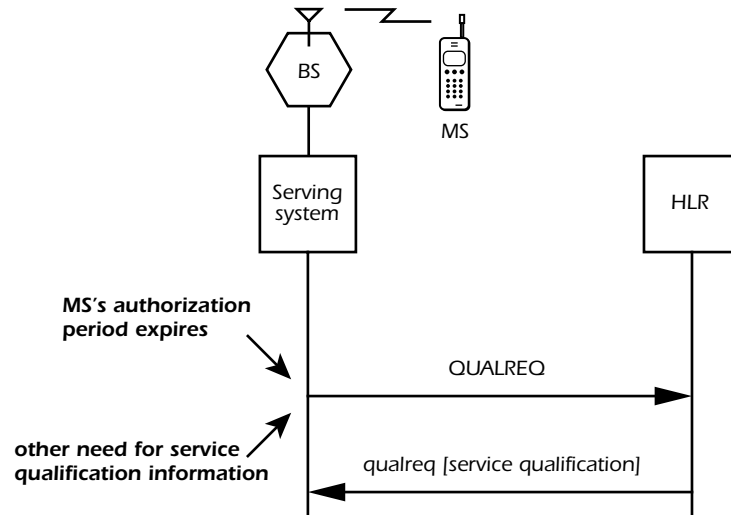 BS
MS
Serving
system
HLR
MS's authorization
period expires
QUALREQ
other need for service
qualification information
qualreq [service qualification]